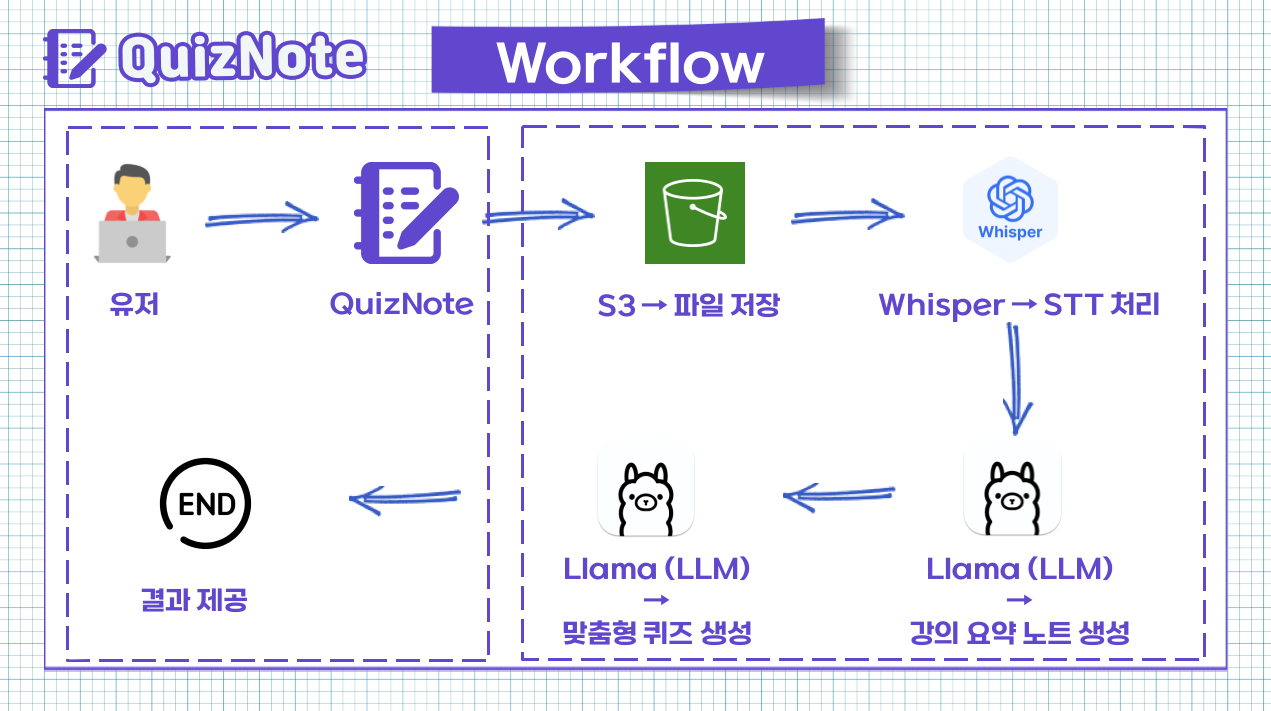 QuizNote
Workflow
유저
QuizNote
S3 → 파일 저장
Whisper
Whisper → STT 처리
END
결과 제공
Llama (LLM)
→
맞춤형 퀴즈 생성
Llama (LLM)
→
강의 요약 노트 생성